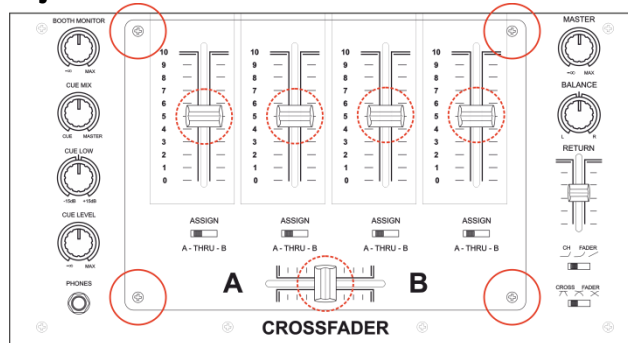 BOOTH MONITOR
-∞ MAX
CUE MIX
CUE MASTER
CUE LOW
-15dB +15dB
CUE LEVEL
-∞ MAX
PHONES
10 10 10 10
9 9 9 9
8 8 8 8
7 7 7 7
6 6 6 6
5 5 5 5
4 4 4 4
3 3 3 3
2 2 2 2
1 1 1 1
0 0 0 0
ASSIGN ASSIGN ASSIGN ASSIGN
A - THRU - B A - THRU - B A - THRU - B A - THRU - B
A B
CROSSFADER
MASTER
-∞ MAX
BALANCE
L R
RETURN
CH FADER
CROSS FADER